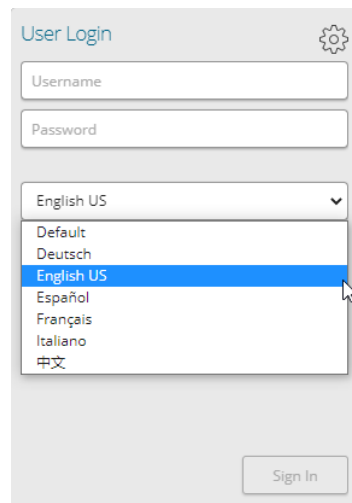 User Login
Username
Password
English US
Default
Deutsch
English US
Español
Français
Italiano
中文
Sign In